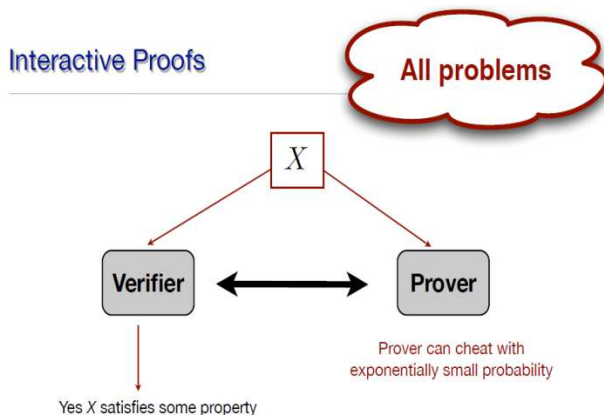 Interactive Proofs
All problems
X
Verifier
Prover
Prover can cheat with
exponentially small probability
Yes X satisfies some property